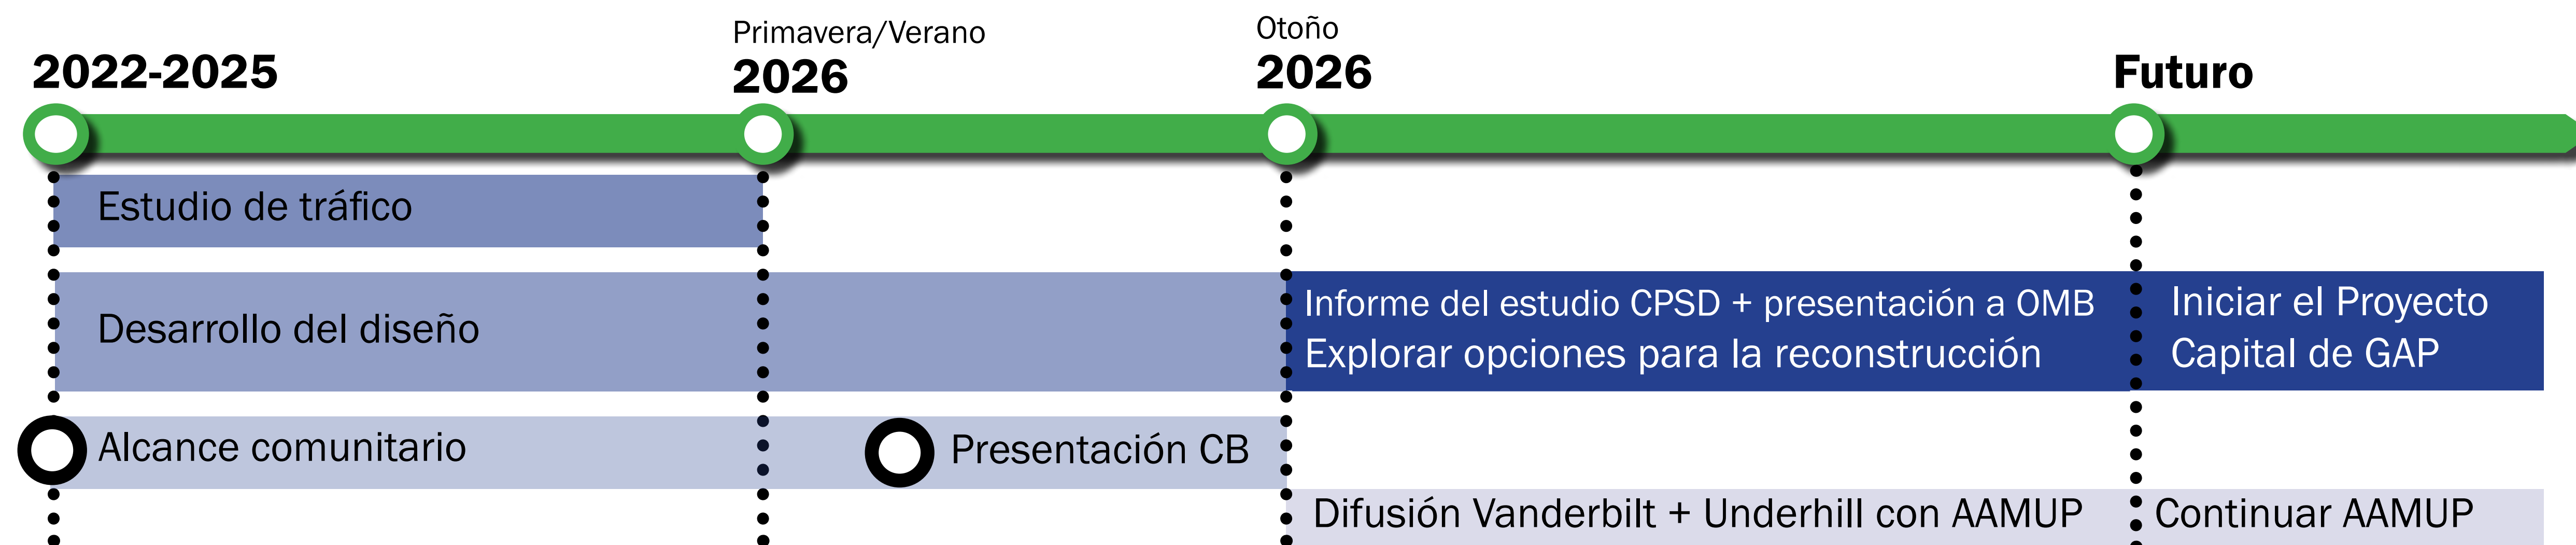 2022-2025
Primavera/Verano
2026
Otoño
2026
Futuro
Estudio de tráfico
Desarrollo del diseño
Informe del estudio CPSD + presentación a OMB
Explorar opciones para la reconstrucción
Iniciar el Proyecto
Capital de GAP
Alcance comunitario
Presentación CB
Difusión Vanderbilt + Underhill con AAMUP
Continuar AAMUP